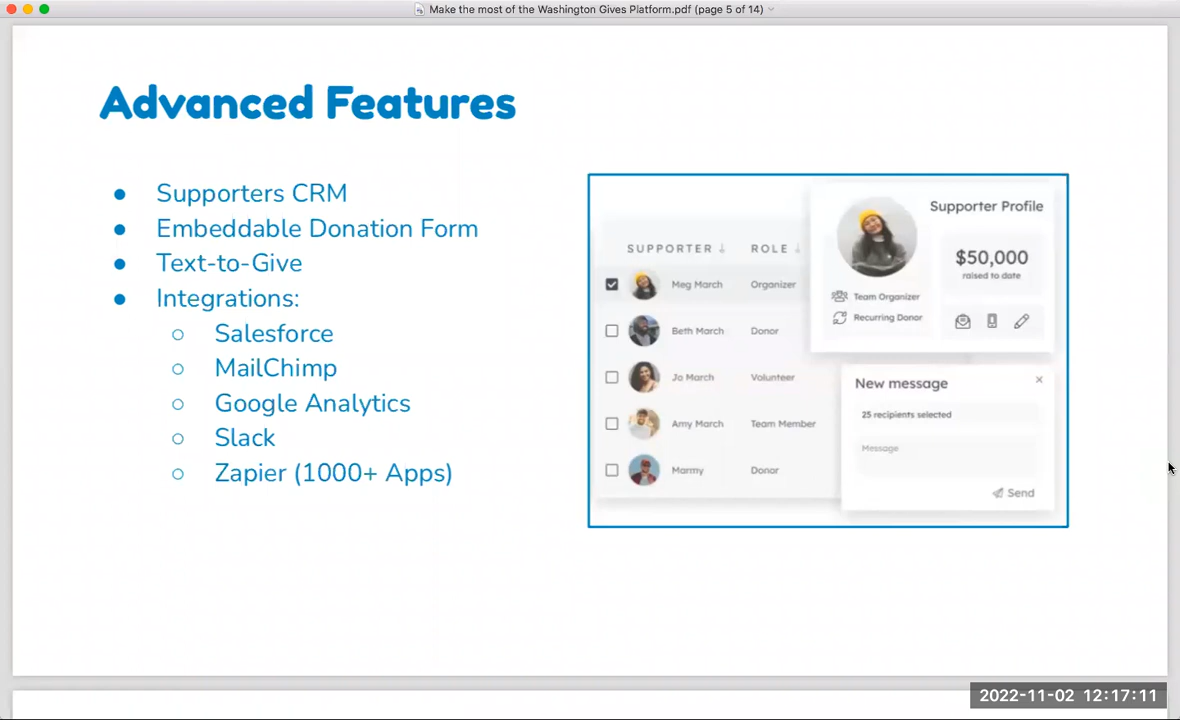 Make the most of the Washington Gives Platform.pdf (page 5 of 14)
Advanced Features
Supporters CRM
Embeddable Donation Form
Text-to-Give
Integrations:
Salesforce
MailChimp
Google Analytics
Slack
Zapier (1000+ Apps)
SUPPORTER ↓ ROLE ↓
Meg March Organizer
Beth March Donor
Jo March Volunteer
Amy March Team Member
Marmy Donor
Supporter Profile
$50,000
raised to date
Team Organizer
Recurring Donor
New message ×
25 recipients selected
Message
Send
2022-11-02 12:17:11